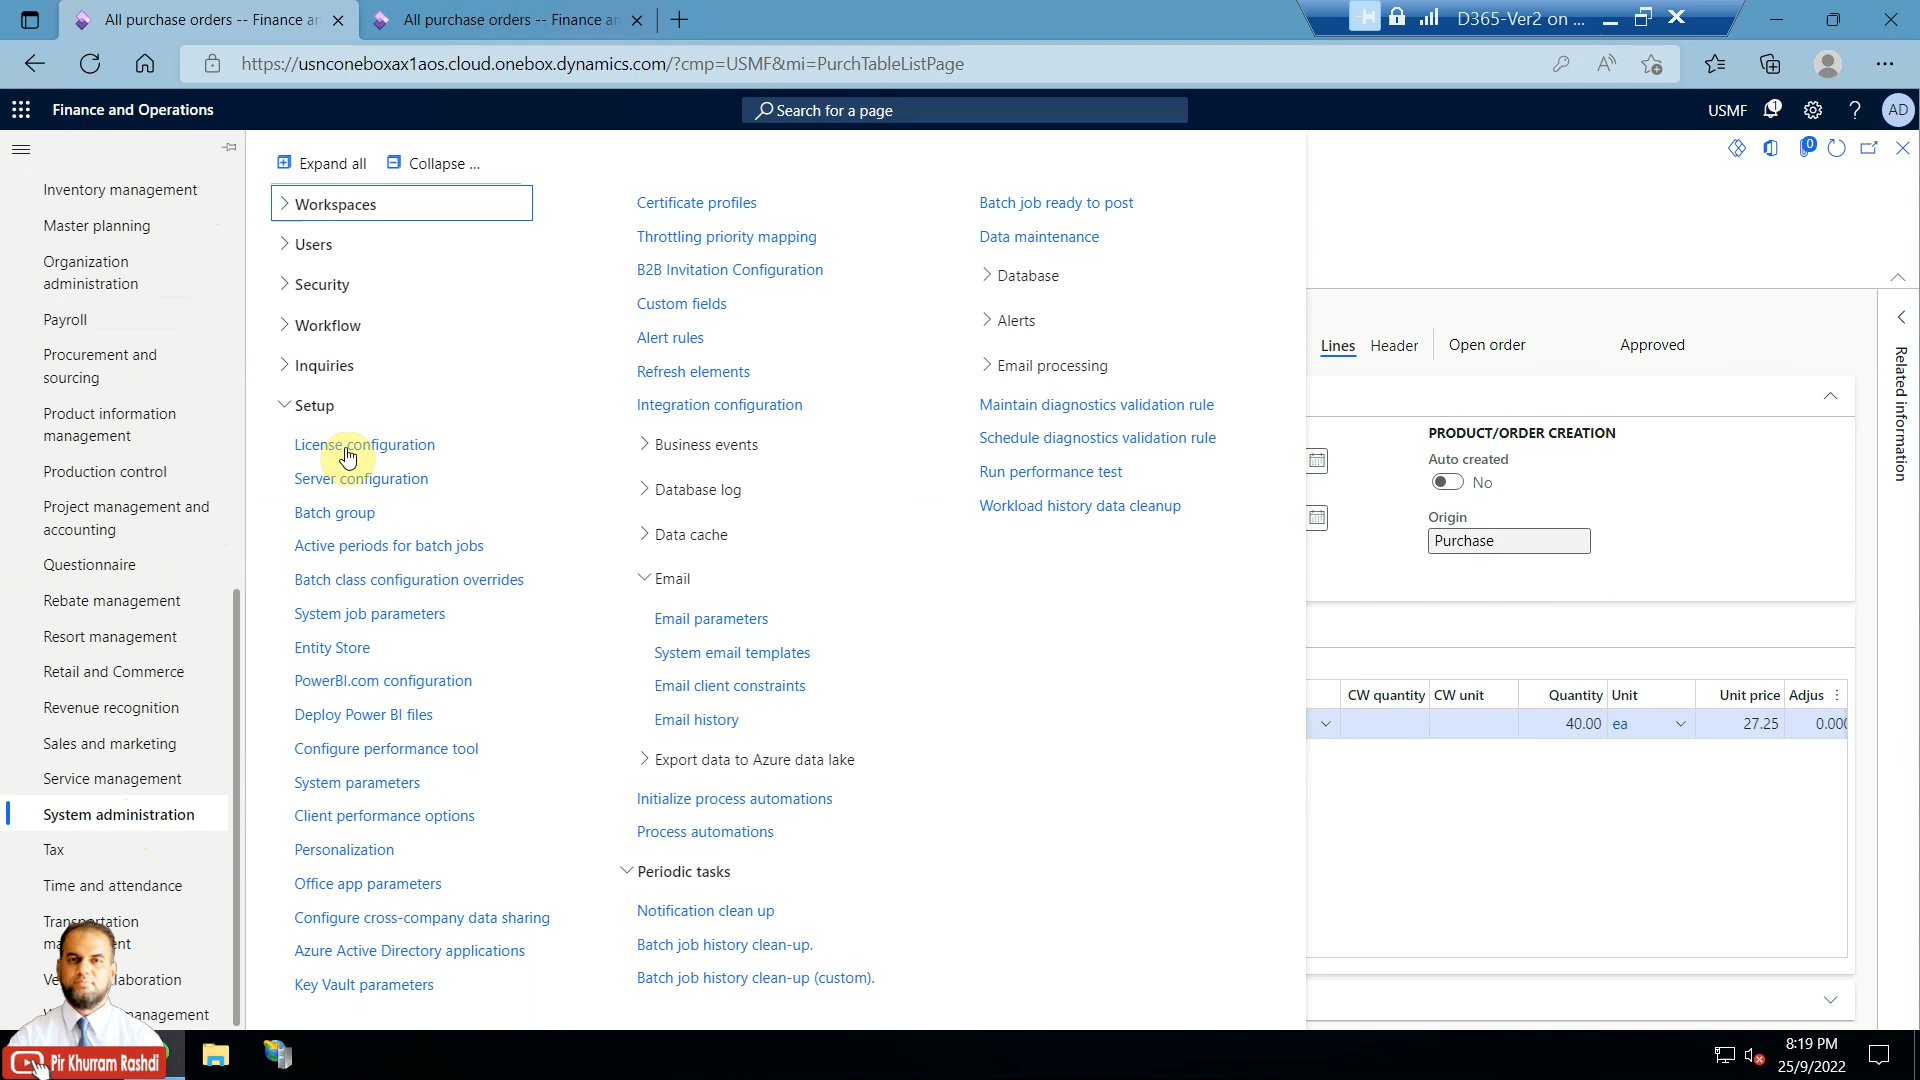 All purchase orders -- Finance an
All purchase orders -- Finance an
D365-Ver2 on ...
https://usnconeboxax1aos.cloud.onebox.dynamics.com/?cmp=USMF&mi=PurchTableListPage
Finance and Operations
Search for a page
USMF
1
?
AD
Expand all
Collapse ...
0
Inventory management
Master planning
Organization
administration
Payroll
Procurement and
sourcing
Product information
management
Production control
Project management and
accounting
Questionnaire
Rebate management
Resort management
Retail and Commerce
Revenue recognition
Sales and marketing
Service management
System administration
Tax
Time and attendance
Workspaces
Users
Security
Workflow
Inquiries
Setup
License configuration
Server configuration
Batch group
Active periods for batch jobs
Batch class configuration overrides
System job parameters
Entity Store
PowerBI.com configuration
Deploy Power BI files
Configure performance tool
System parameters
Client performance options
Personalization
Office app parameters
Configure cross-company data sharing
Azure Active Directory applications
Key Vault parameters
Certificate profiles
Throttling priority mapping
B2B Invitation Configuration
Custom fields
Alert rules
Refresh elements
Integration configuration
Business events
Database log
Data cache
Email
Email parameters
System email templates
Email client constraints
Email history
Export data to Azure data lake
Initialize process automations
Process automations
Periodic tasks
Notification clean up
Batch job history clean-up.
Batch job history clean-up (custom).
Batch job ready to post
Data maintenance
Database
Alerts
Email processing
Maintain diagnostics validation rule
Schedule diagnostics validation rule
Run performance test
Workload history data cleanup
Lines Header Open order Approved
PRODUCT/ORDER CREATION
Auto created
No
Origin
Purchase
CW quantity CW unit Quantity Unit Unit price Adjus
40.00 ea 27.25 0.000
Related information
Pir Khurram Rashdi
8:19 PM
25/9/2022